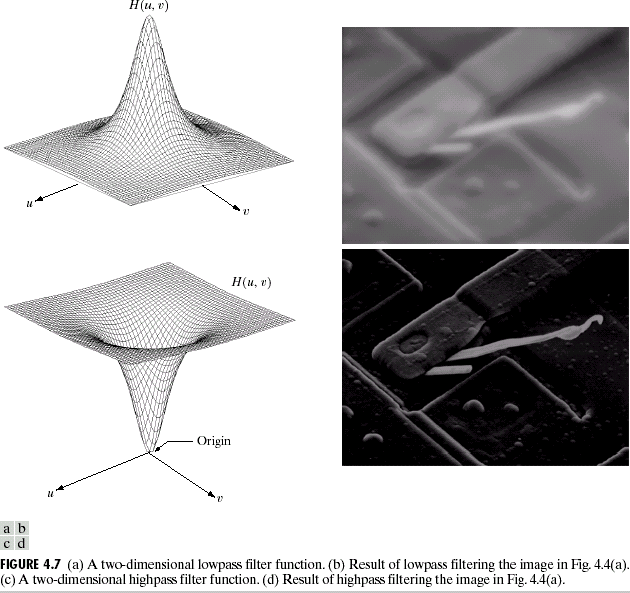 H(u, v)
u
v
H(u, v)
Origin
u
v
a b
c d
FIGURE 4.7 (a) A two-dimensional lowpass filter function. (b) Result of lowpass filtering the image in Fig. 4.4(a).
(c) A two-dimensional highpass filter function. (d) Result of highpass filtering the image in Fig. 4.4(a).